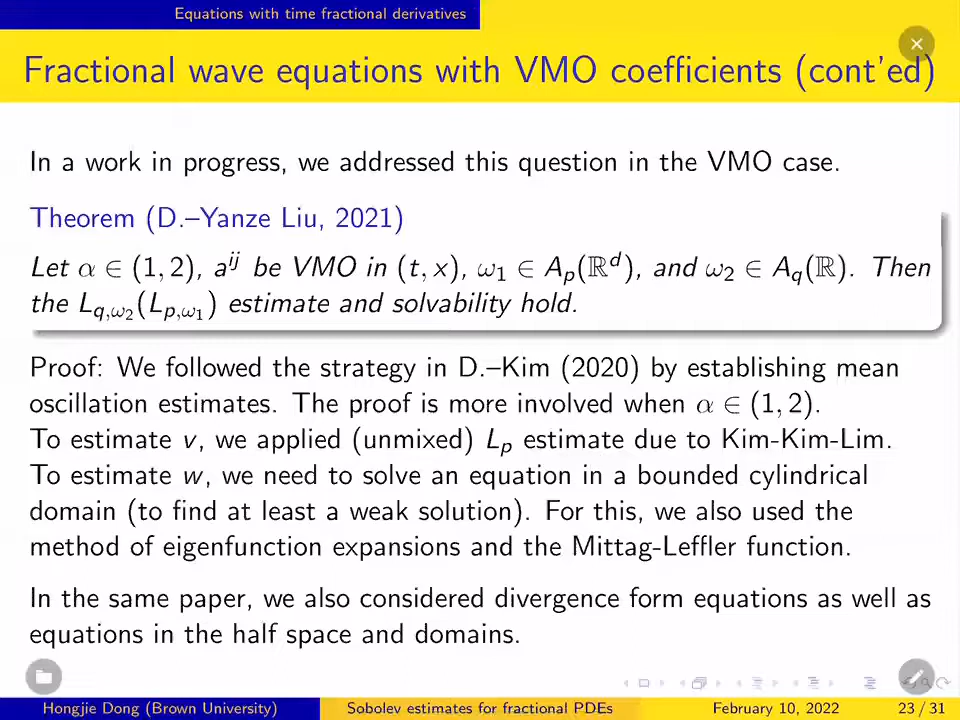 Equations with time fractional derivatives
Fractional wave equations with VMO coefficients (cont'ed)
In a work in progress, we addressed this question in the VMO case.
Theorem (D.–Yanze Liu, 2021)
Let α ∈ (1, 2), a^{ij} be VMO in (t, x), ω₁ ∈ A_p(ℝ^d), and ω₂ ∈ A_q(ℝ). Then
the L_{q,ω₂}(L_{p,ω₁}) estimate and solvability hold.
Proof: We followed the strategy in D.–Kim (2020) by establishing mean
oscillation estimates. The proof is more involved when α ∈ (1, 2).
To estimate v, we applied (unmixed) L_p estimate due to Kim-Kim-Lim.
To estimate w, we need to solve an equation in a bounded cylindrical
domain (to find at least a weak solution). For this, we also used the
method of eigenfunction expansions and the Mittag-Leffler function.
In the same paper, we also considered divergence form equations as well as
equations in the half space and domains.
Hongjie Dong (Brown University) Sobolev estimates for fractional PDEs February 10, 2022 23 / 31